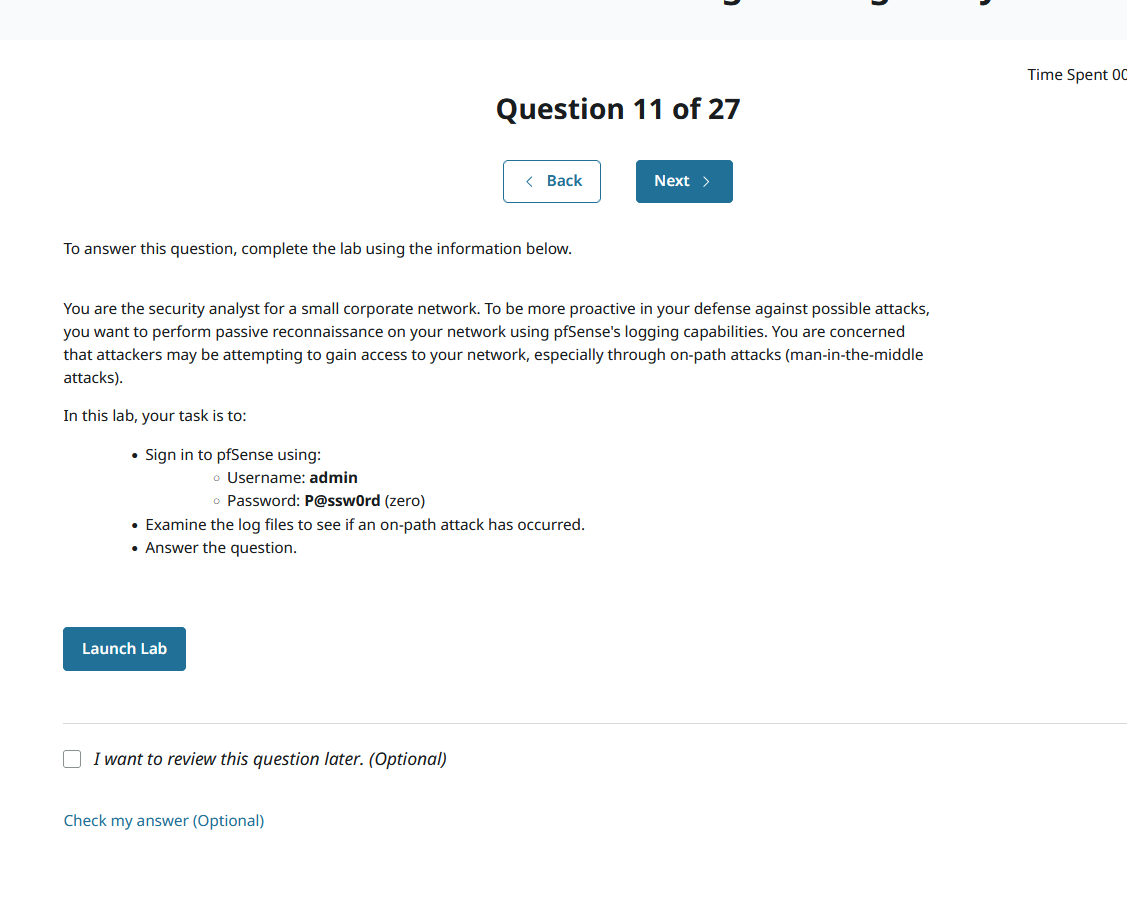 Time Spent 00
Question 11 of 27
Back
Next
To answer this question, complete the lab using the information below.
You are the security analyst for a small corporate network. To be more proactive in your defense against possible attacks,
you want to perform passive reconnaissance on your network using pfSense's logging capabilities. You are concerned
that attackers may be attempting to gain access to your network, especially through on-path attacks (man-in-the-middle
attacks).
In this lab, your task is to:
• Sign in to pfSense using:
○ Username: admin
○ Password: P@ssw0rd (zero)
• Examine the log files to see if an on-path attack has occurred.
• Answer the question.
Launch Lab
I want to review this question later. (Optional)
Check my answer (Optional)